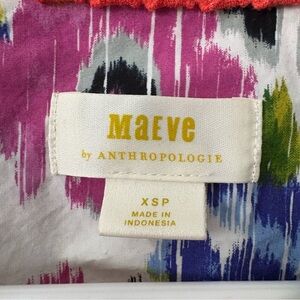 MaEve
by ANTHROPOLOGIE
XSP
MADE IN
INDONESIA